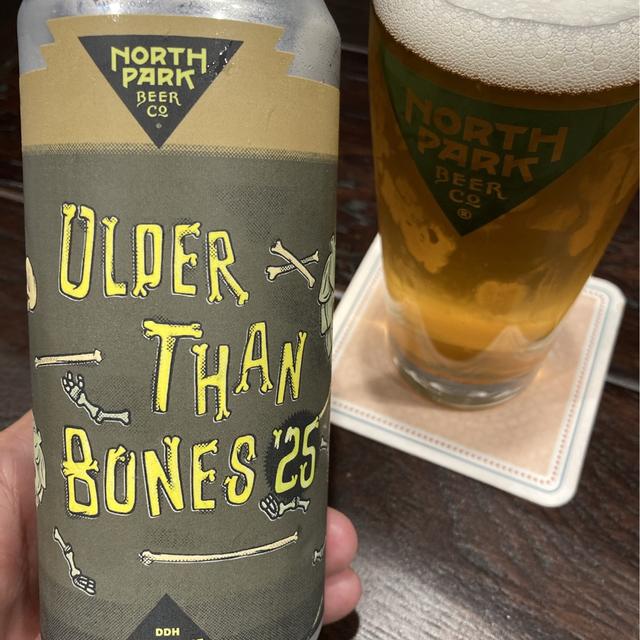 NORTH
PARK
BEER
CO
OLDER
THAN
BONES '25
DDH
NORTH
PARK
BEER
CO
®